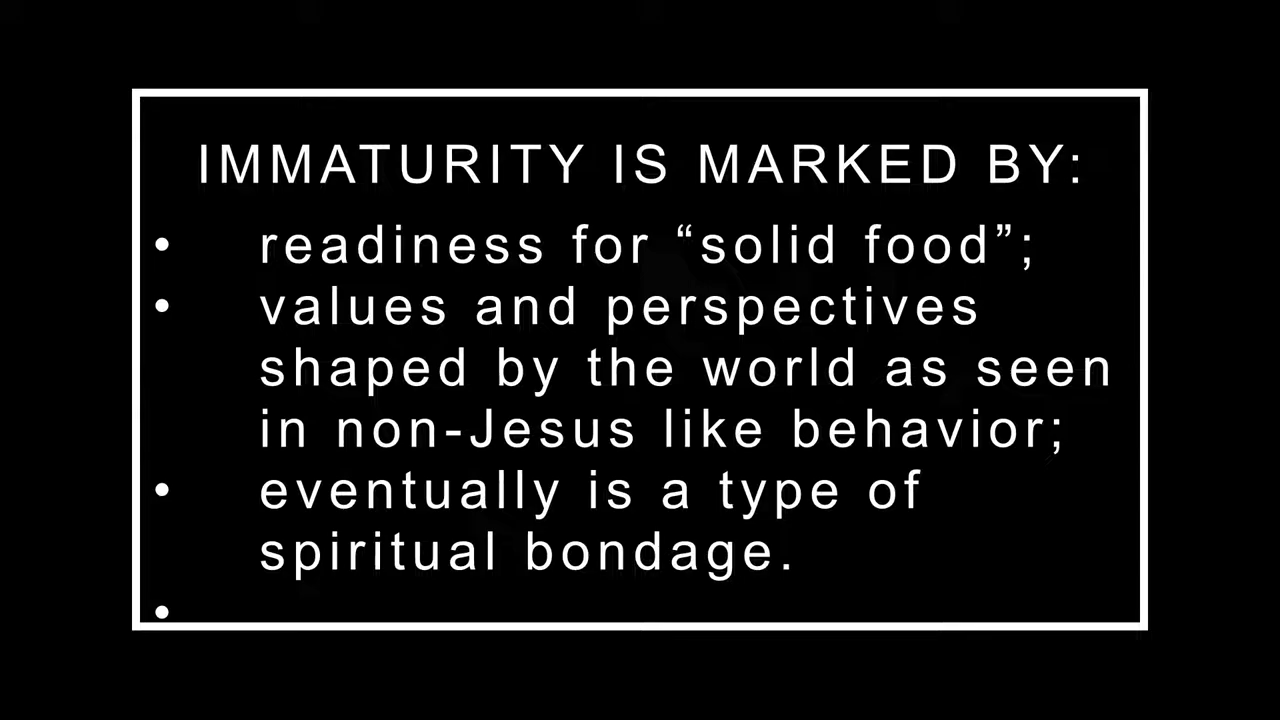 IMMATURITY IS MARKED BY:
• readiness for “solid food”;
• values and perspectives
shaped by the world as seen
in non-Jesus like behavior;
• eventually is a type of
spiritual bondage.
•